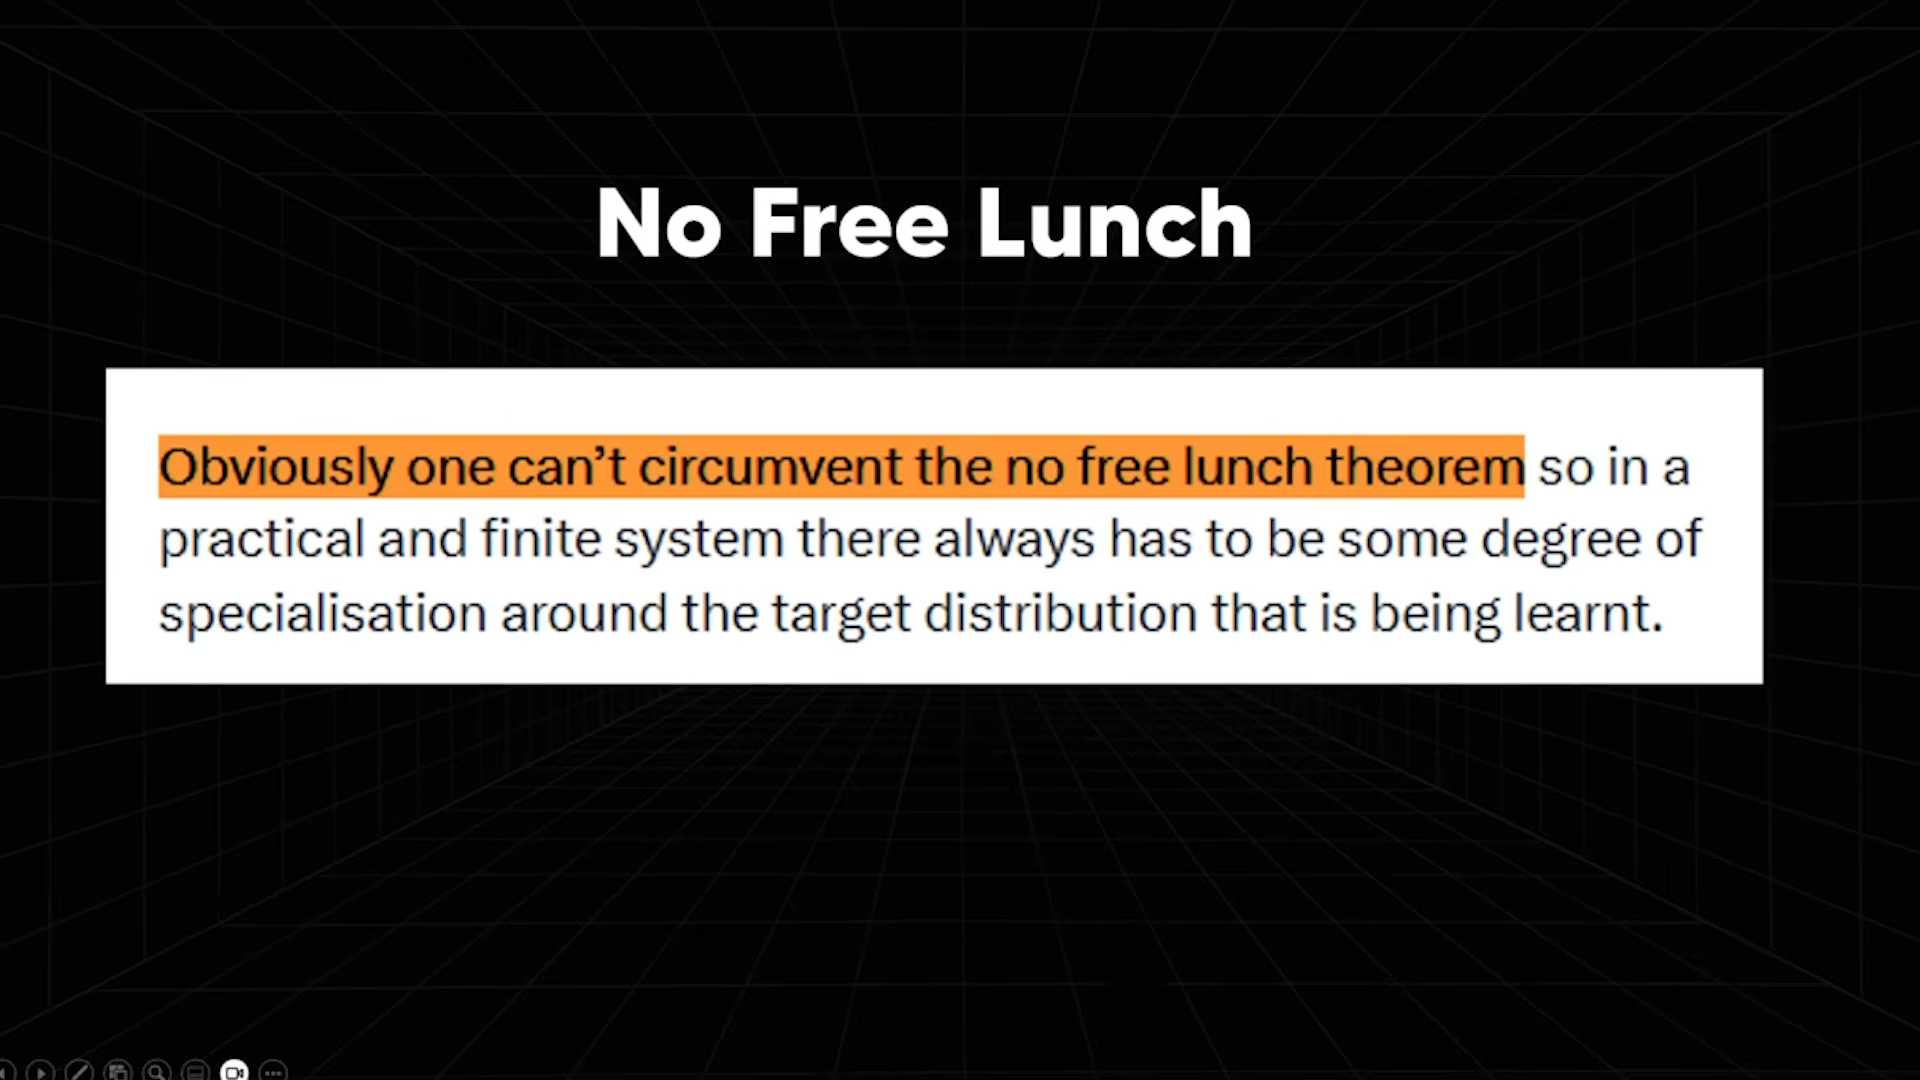 No Free Lunch
Obviously one can’t circumvent the no free lunch theorem so in a
practical and finite system there always has to be some degree of
specialisation around the target distribution that is being learnt.